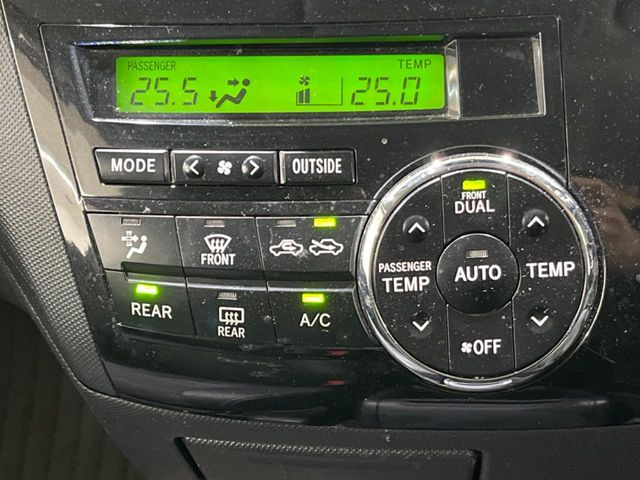 PASSENGER TEMP
25.5 25.0
MODE OUTSIDE
FRONT
DUAL
FRONT
PASSENGER
TEMP AUTO TEMP
REAR REAR A/C
OFF